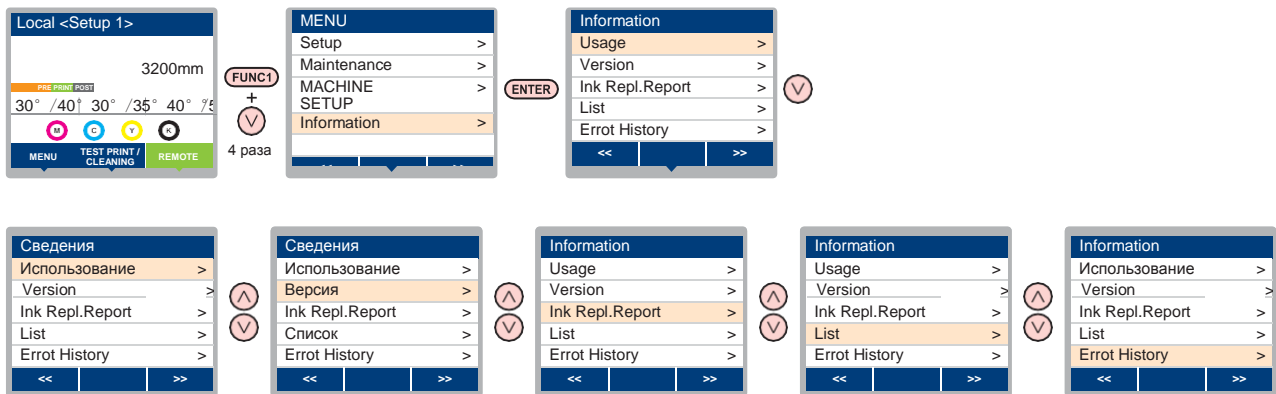 Local <Setup 1>
3200mm
PRE PRINT POST
30° /40° 30° /35° 40° /5
M C Y K
MENU TEST PRINT / CLEANING REMOTE
FUNC1
+
4 раза
MENU
Setup >
Maintenance >
MACHINE >
SETUP
Information >
ENTER
Information
Usage >
Version >
Ink Repl.Report >
List >
Errot History >
<< >>
Сведения
Использование >
Version >
Ink Repl.Report >
List >
Errot History >
<< >>
Сведения
Использование >
Версия >
Ink Repl.Report >
Список >
Errot History >
<< >>
Information
Usage >
Version >
Ink Repl.Report >
List >
Errot History >
<< >>
Information
Usage >
Version >
Ink Repl.Report >
List >
Errot History >
<< >>
Information
Использование >
Version >
Ink Repl.Report >
List >
Errot History >
<< >>